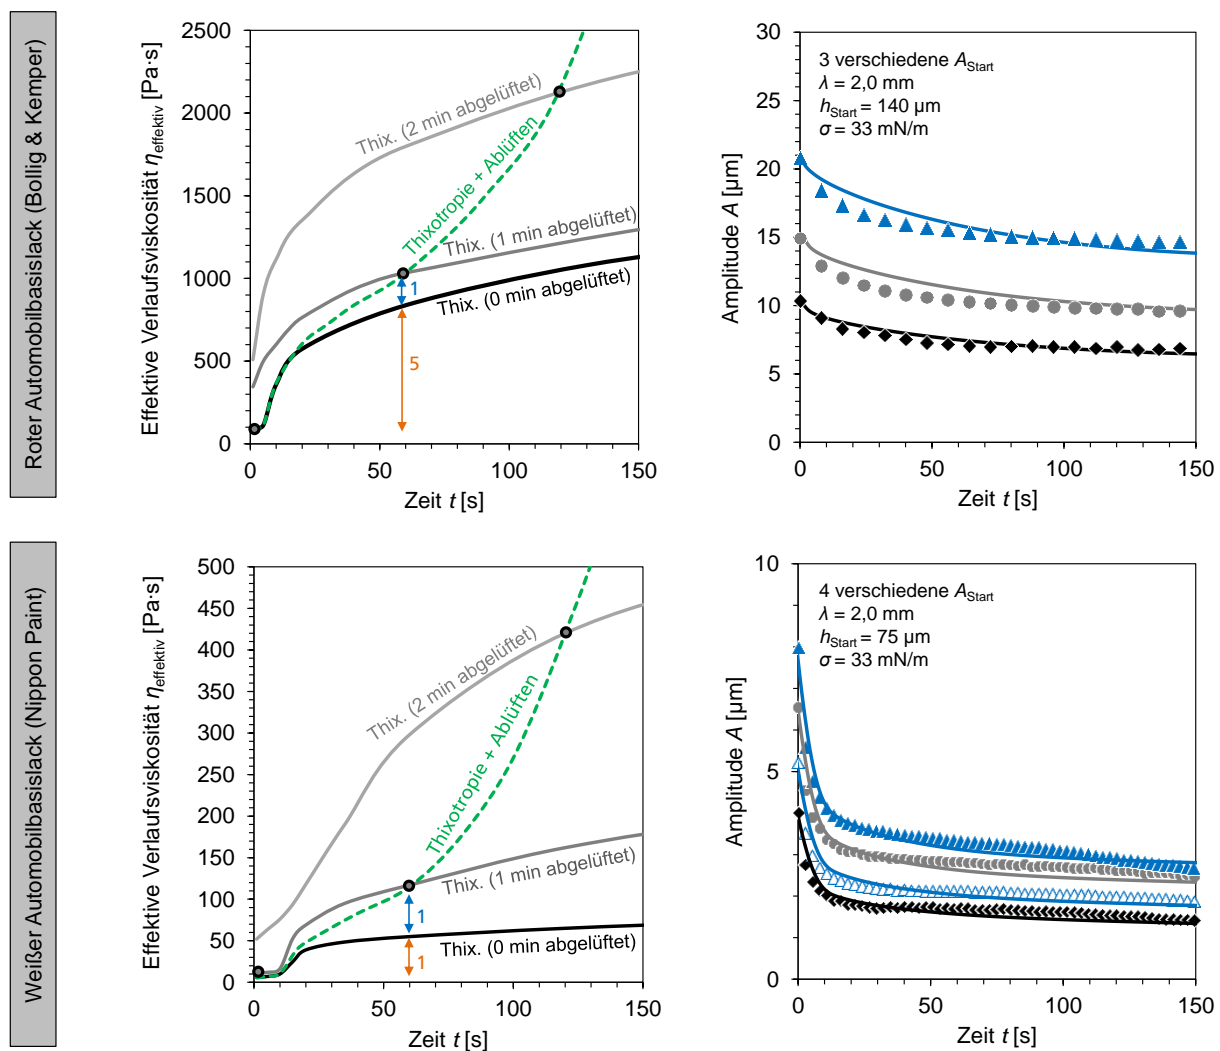 Roter Automobilbasislack (Bollig & Kemper)
Effektive Verlaufsviskosität ηeffektiv [Pa·s]
2500
2000
1500
1000
500
0
0 50 100 150
Zeit t [s]
Thix. (2 min abgelüftet)
Thixotropie + Ablüften
Thix. (1 min abgelüftet)
Thix. (0 min abgelüftet)
1
5
Amplitude A [µm]
30
25
20
15
10
5
0
0 50 100 150
Zeit t [s]
3 verschiedene AStart
λ = 2,0 mm
hStart = 140 µm
σ = 33 mN/m
Weißer Automobilbasislack (Nippon Paint)
Effektive Verlaufsviskosität ηeffektiv [Pa·s]
500
450
400
350
300
250
200
150
100
50
0
0 50 100 150
Zeit t [s]
Thix. (2 min abgelüftet)
Thixotropie + Ablüften
Thix. (1 min abgelüftet)
Thix. (0 min abgelüftet)
1
1
Amplitude A [µm]
10
5
0
0 50 100 150
Zeit t [s]
4 verschiedene AStart
λ = 2,0 mm
hStart = 75 µm
σ = 33 mN/m